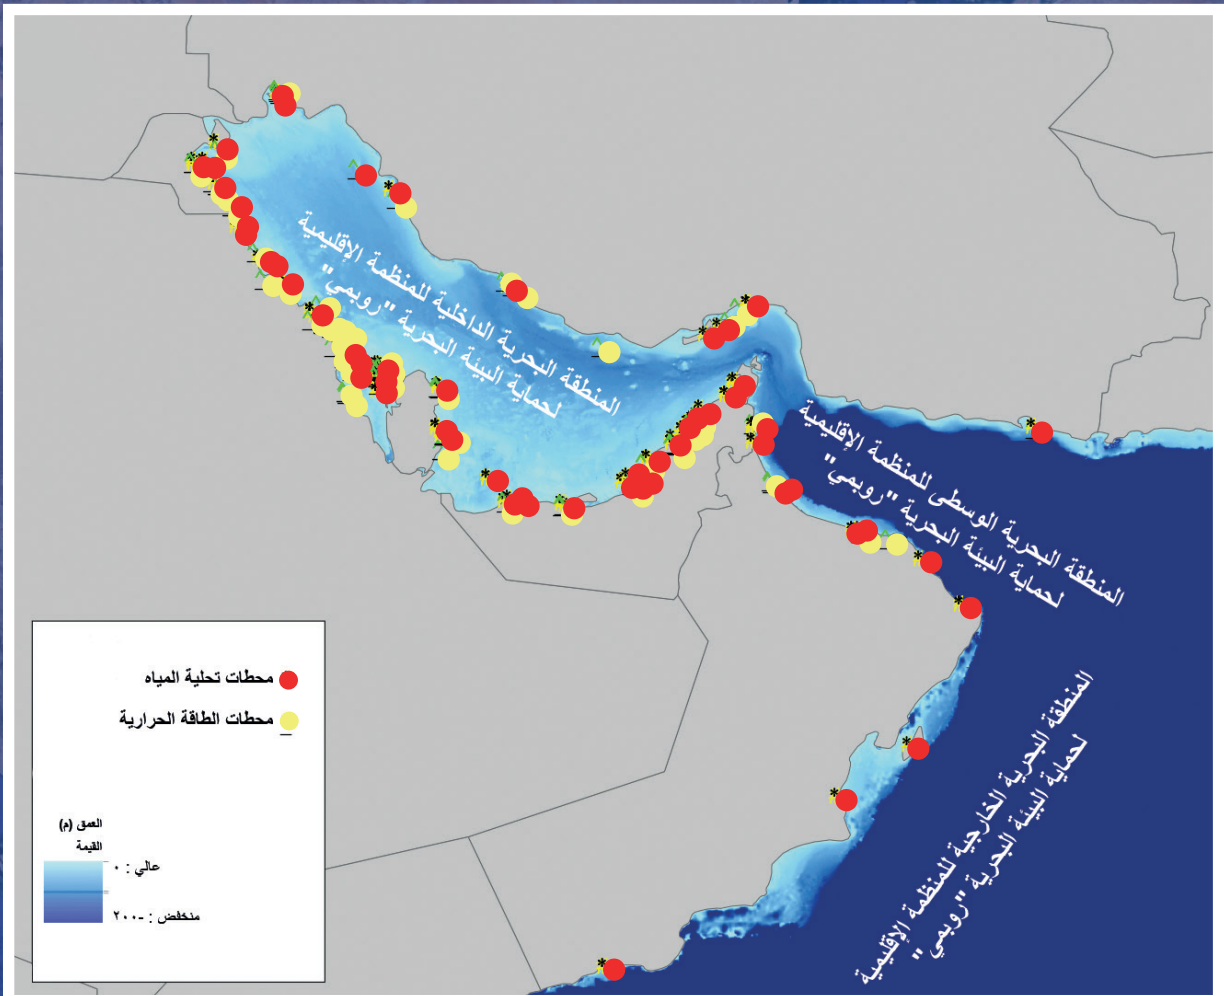 المنطقة البحرية الداخلية للمنظمة الإقليمية
لحماية البيئة البحرية "روبمي"
المنطقة البحرية الوسطى للمنظمة الإقليمية
لحماية البيئة البحرية "روبمي"
المنطقة البحرية الخارجية للمنظمة الإقليمية
لحماية البيئة البحرية "روبمي"
محطات تحلية المياه
محطات الطاقة الحرارية
العمق (م)
القيمة
عالي : ٠
منخفض : -٢٠٠